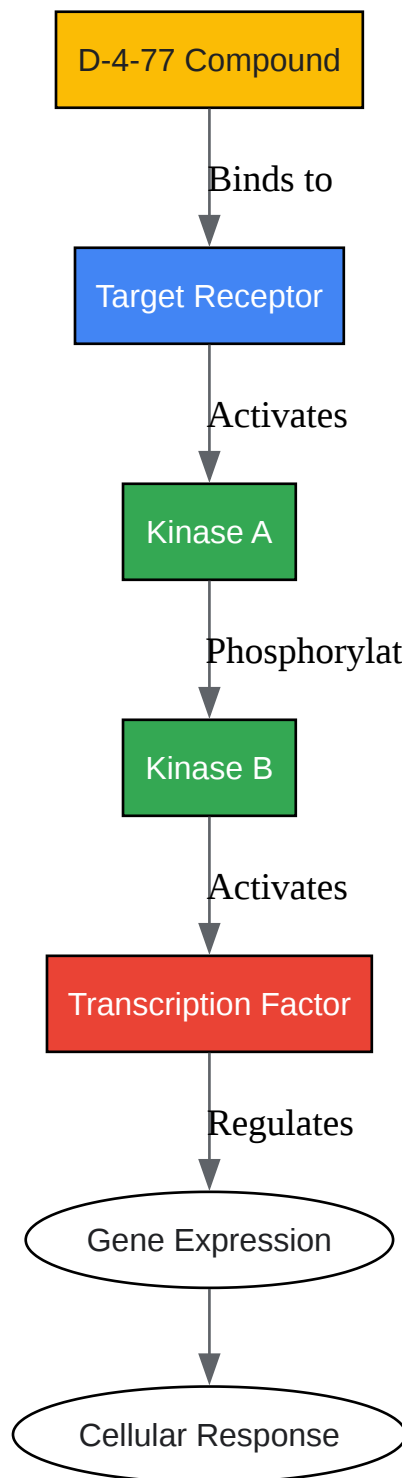 D-4-77 Compound
Binds to
Target Receptor
Activates
Kinase A
Phosphorylat
Kinase B
Activates
Transcription Factor
Regulates
Gene Expression
Cellular Response